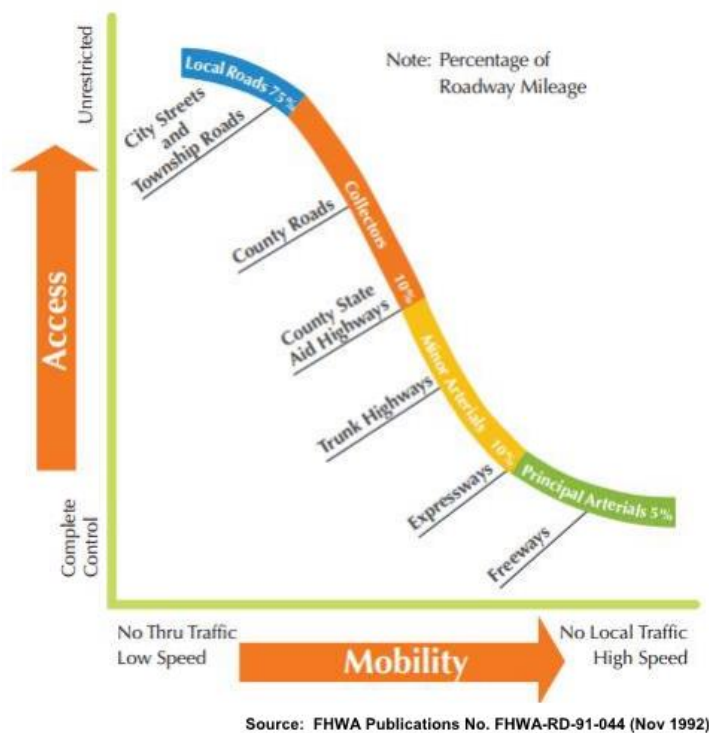 Unrestricted
Access
Complete
Control
Note: Percentage of
Roadway Mileage
Local Roads 75%
City Streets
and
Township Roads
Collectors
10%
County Roads
County State
Aid Highways
Minor Arterials
10%
Trunk Highways
Expressways
Principal Arterials 5%
Freeways
No Thru Traffic
Low Speed
Mobility
No Local Traffic
High Speed
Source: FHWA Publications No. FHWA-RD-91-044 (Nov 1992)